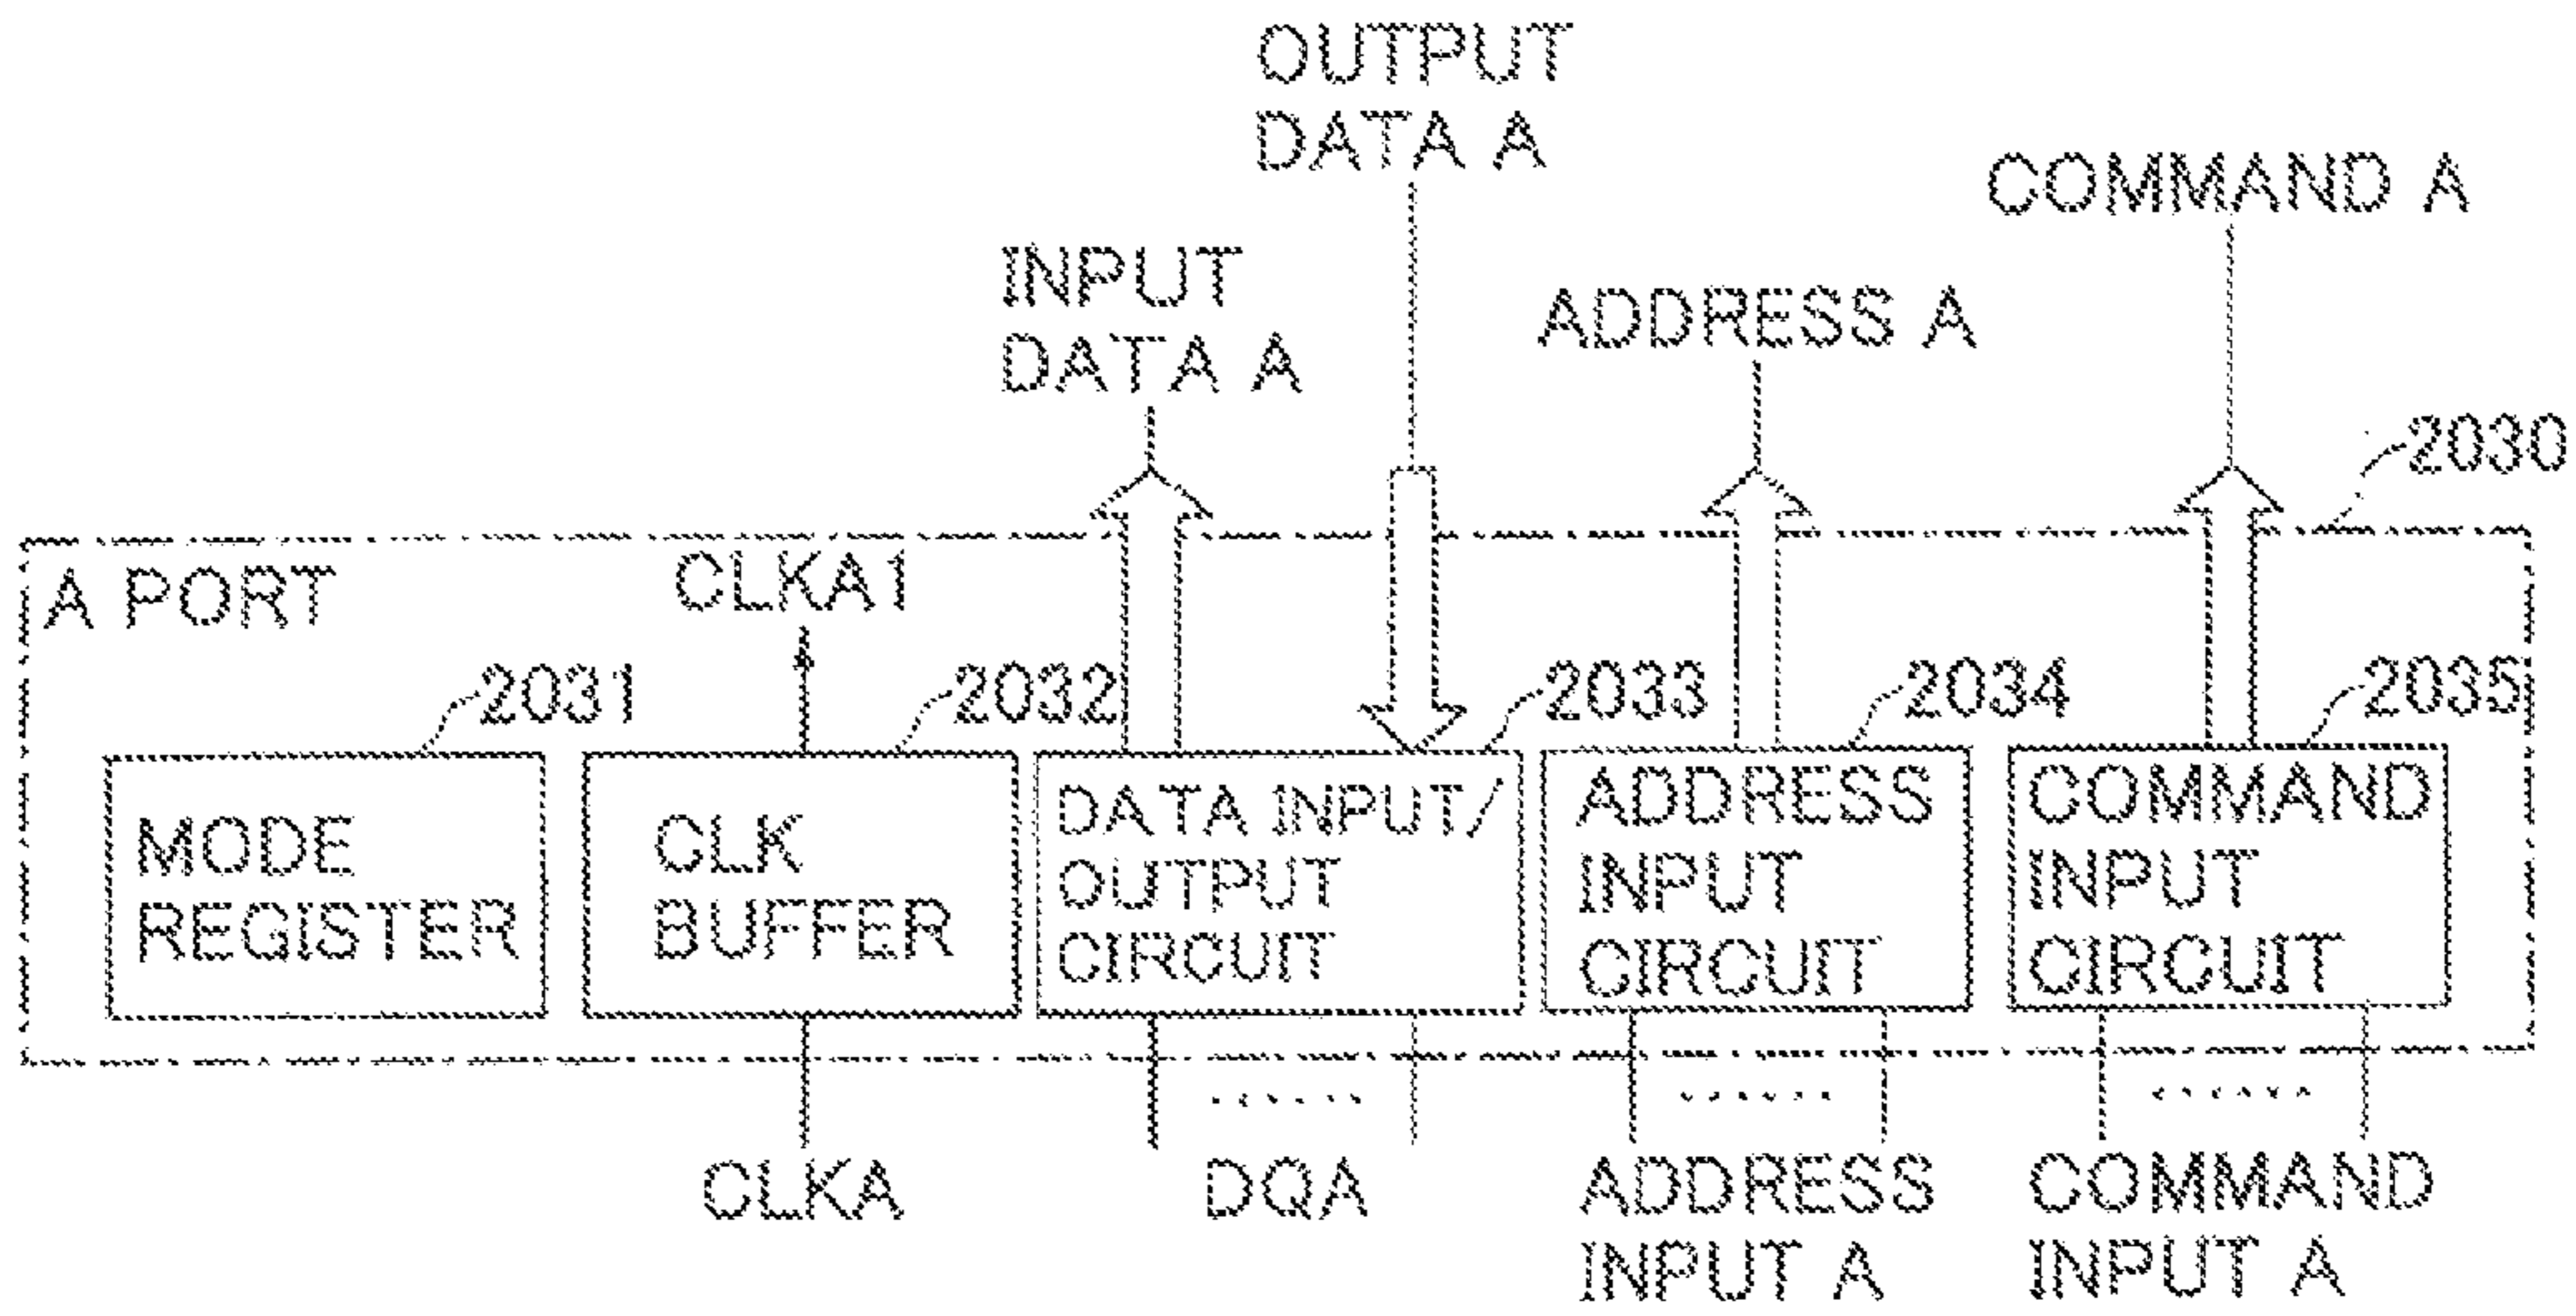 OUTPUT
DATA A
COMMAND A
INPUT
DATA A
ADDRESS A
2030
A PORT
CLKA1
2031
2032
2033
2034
2035
MODE
REGISTER
CLK
BUFFER
DATA INPUT/
OUTPUT
CIRCUIT
ADDRESS
INPUT
CIRCUIT
COMMAND
INPUT
CIRCUIT
CLKA
DQA
ADDRESS
INPUT A
COMMAND
INPUT A